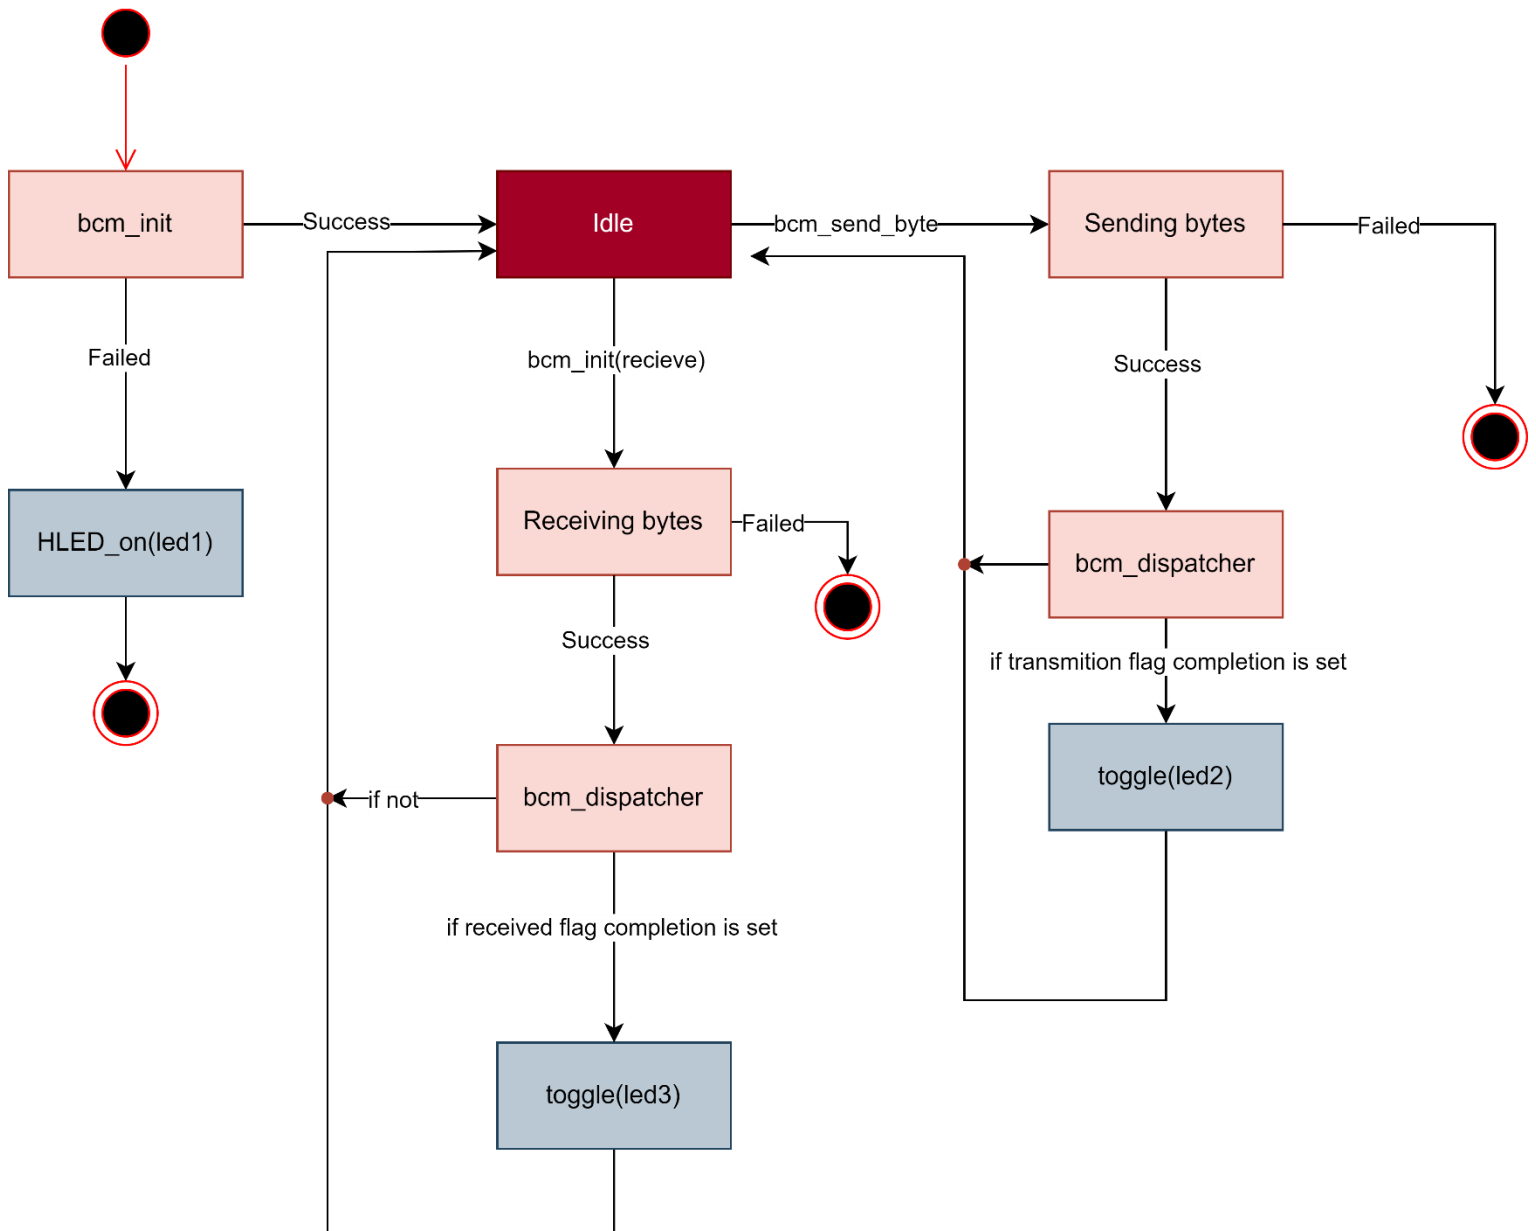 bcm_init
Success
Idle
bcm_send_byte
Sending bytes
Failed
Failed
bcm_init(recieve)
Success
HLED_on(led1)
Receiving bytes
Failed
bcm_dispatcher
Success
if transmition flag completion is set
toggle(led2)
if not
bcm_dispatcher
if received flag completion is set
toggle(led3)